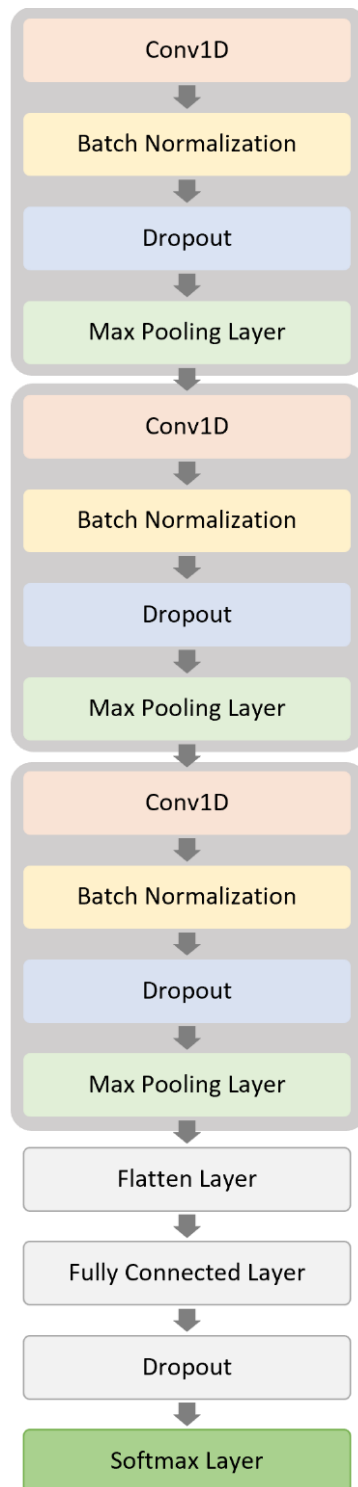 Conv1D
Batch Normalization
Dropout
Max Pooling Layer
Conv1D
Batch Normalization
Dropout
Max Pooling Layer
Conv1D
Batch Normalization
Dropout
Max Pooling Layer
Flatten Layer
Fully Connected Layer
Dropout
Softmax Layer